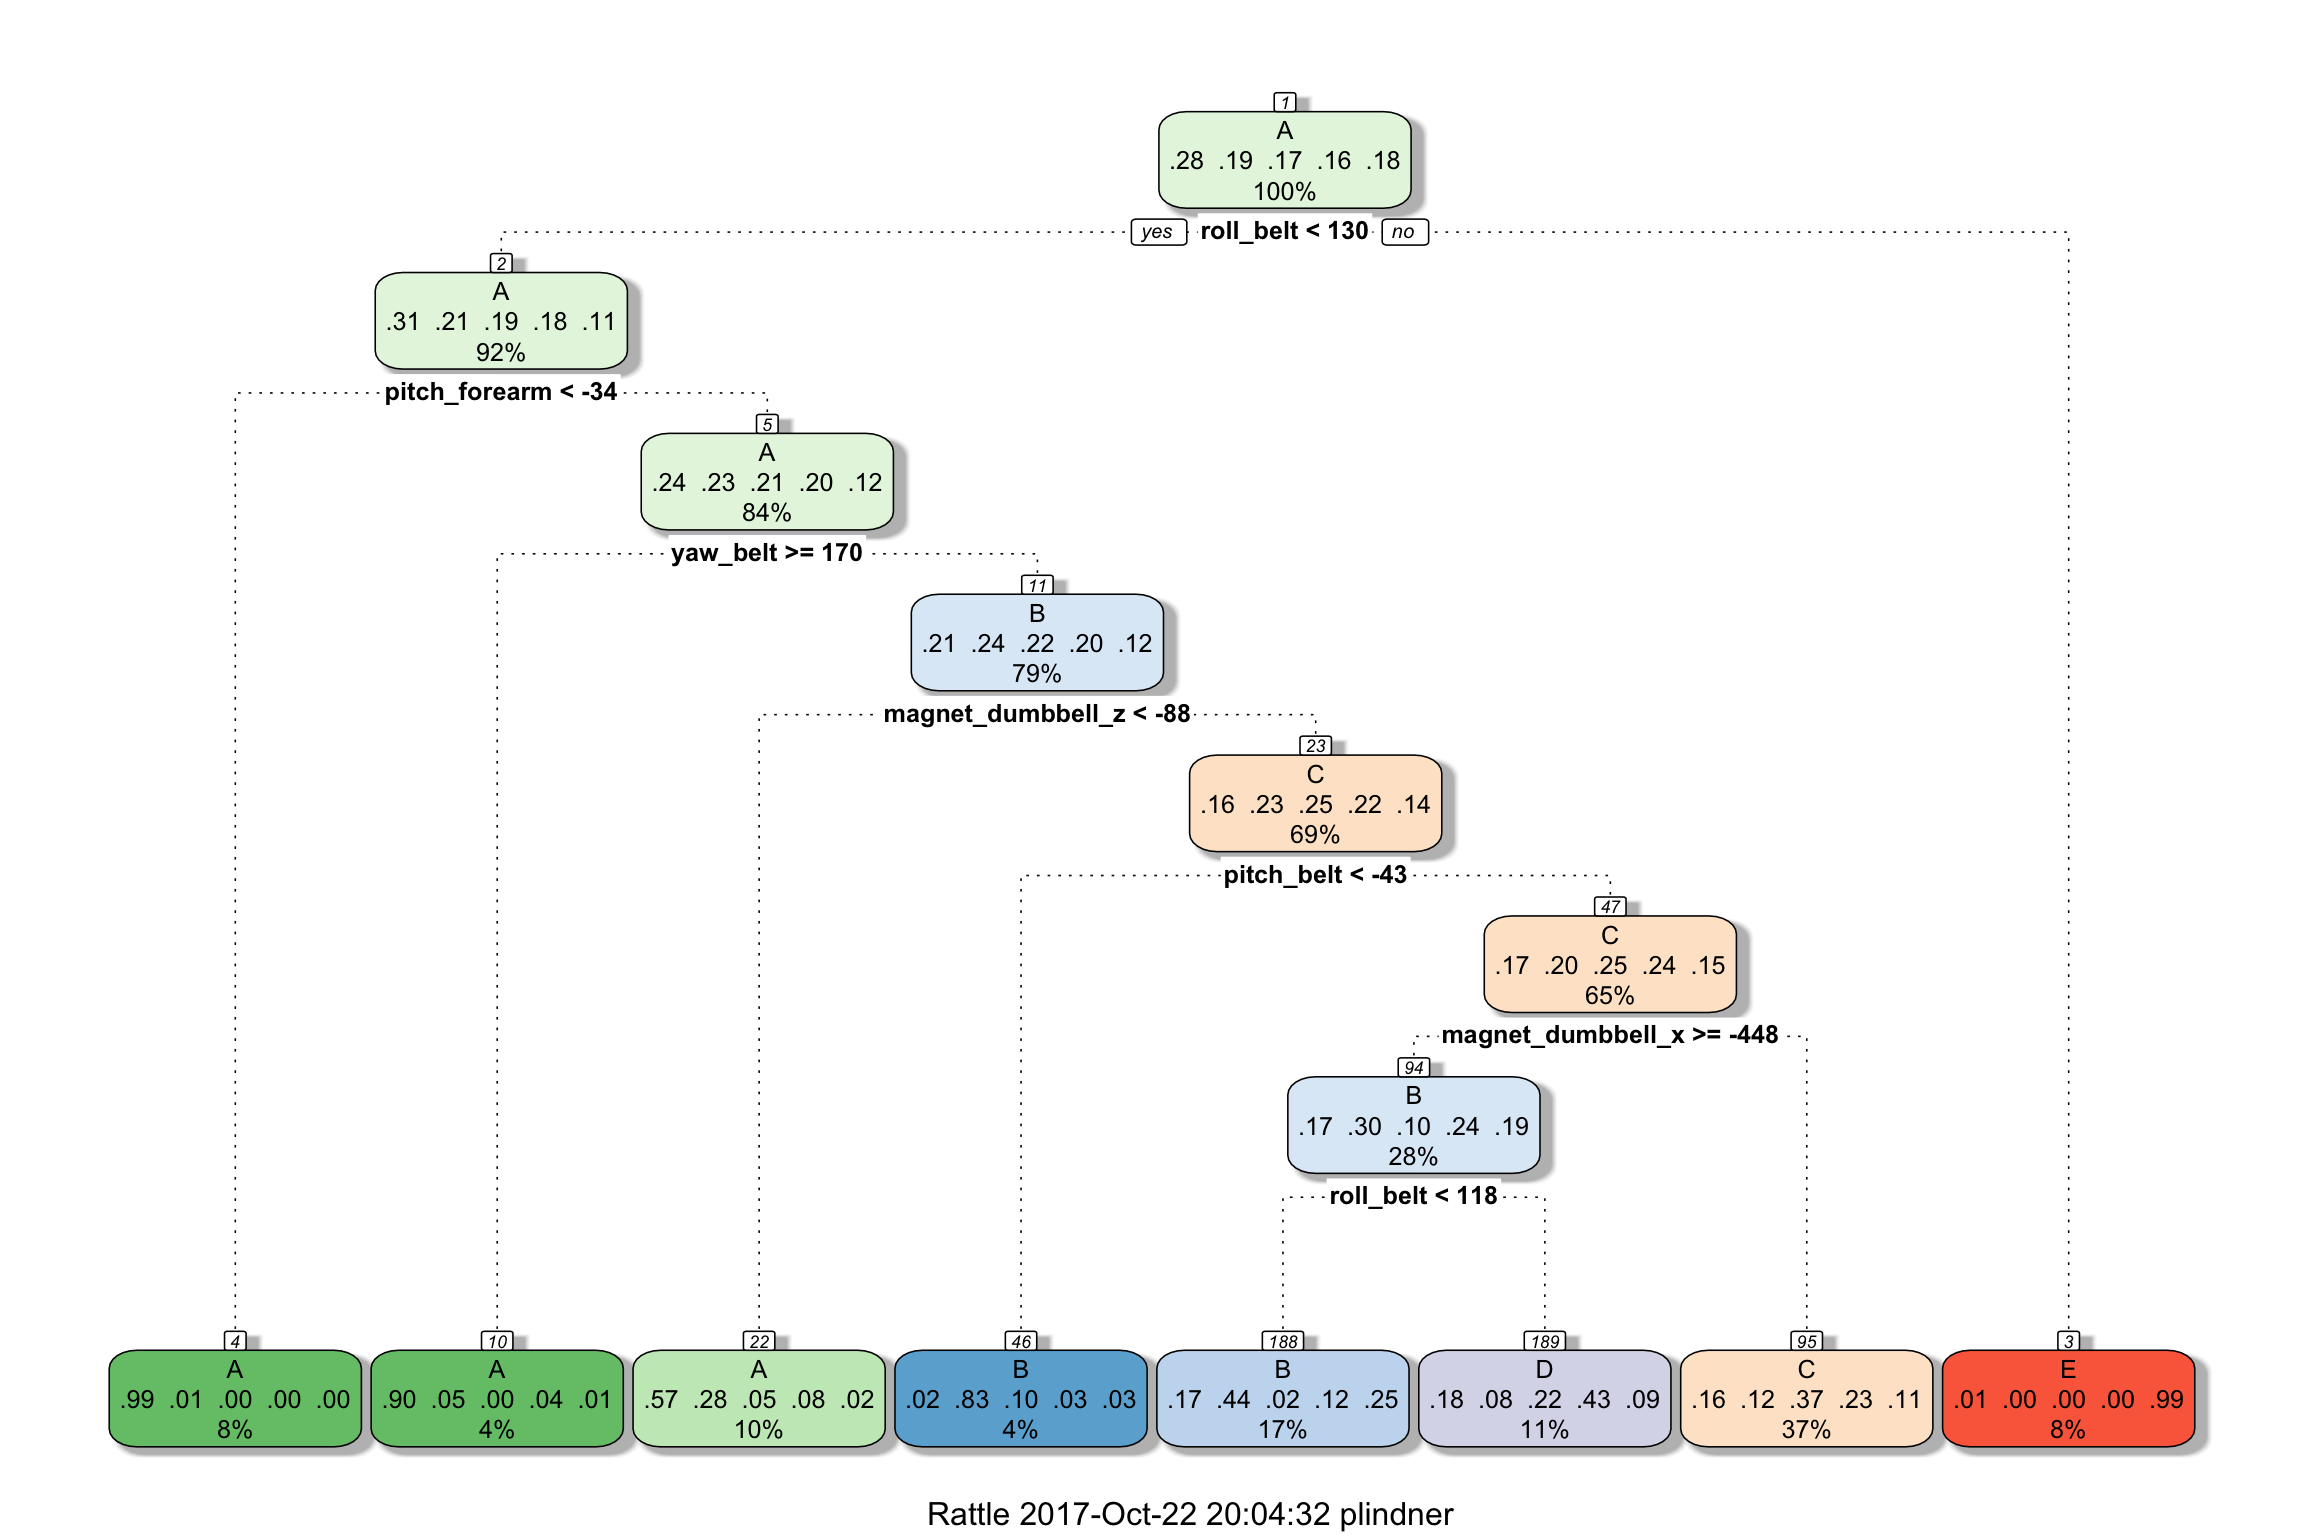 1
A
.28 .19 .17 .16 .18
100%
yes roll_belt < 130 no
2
A
.31 .21 .19 .18 .11
92%
pitch_forearm < -34
5
A
.24 .23 .21 .20 .12
84%
yaw_belt >= 170
11
B
.21 .24 .22 .20 .12
79%
magnet_dumbbell_z < -88
23
C
.16 .23 .25 .22 .14
69%
pitch_belt < -43
47
C
.17 .20 .25 .24 .15
65%
magnet_dumbbell_x >= -448
94
B
.17 .30 .10 .24 .19
28%
roll_belt < 118
4
A
.99 .01 .00 .00 .00
8%
10
A
.90 .05 .00 .04 .01
4%
22
A
.57 .28 .05 .08 .02
10%
46
B
.02 .83 .10 .03 .03
4%
188
B
.17 .44 .02 .12 .25
17%
189
D
.18 .08 .22 .43 .09
11%
95
C
.16 .12 .37 .23 .11
37%
3
E
.01 .00 .00 .00 .99
8%
Rattle 2017-Oct-22 20:04:32 plindner